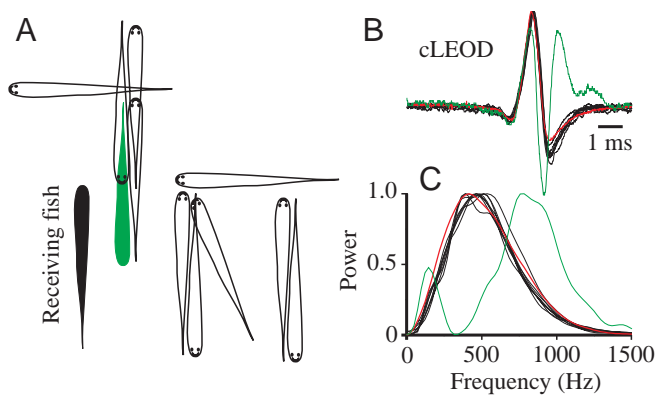 A
Receiving fish
B
cLEOD
1 ms
C
Power
1.0
0.5
0
0 500 1000 1500
Frequency (Hz)